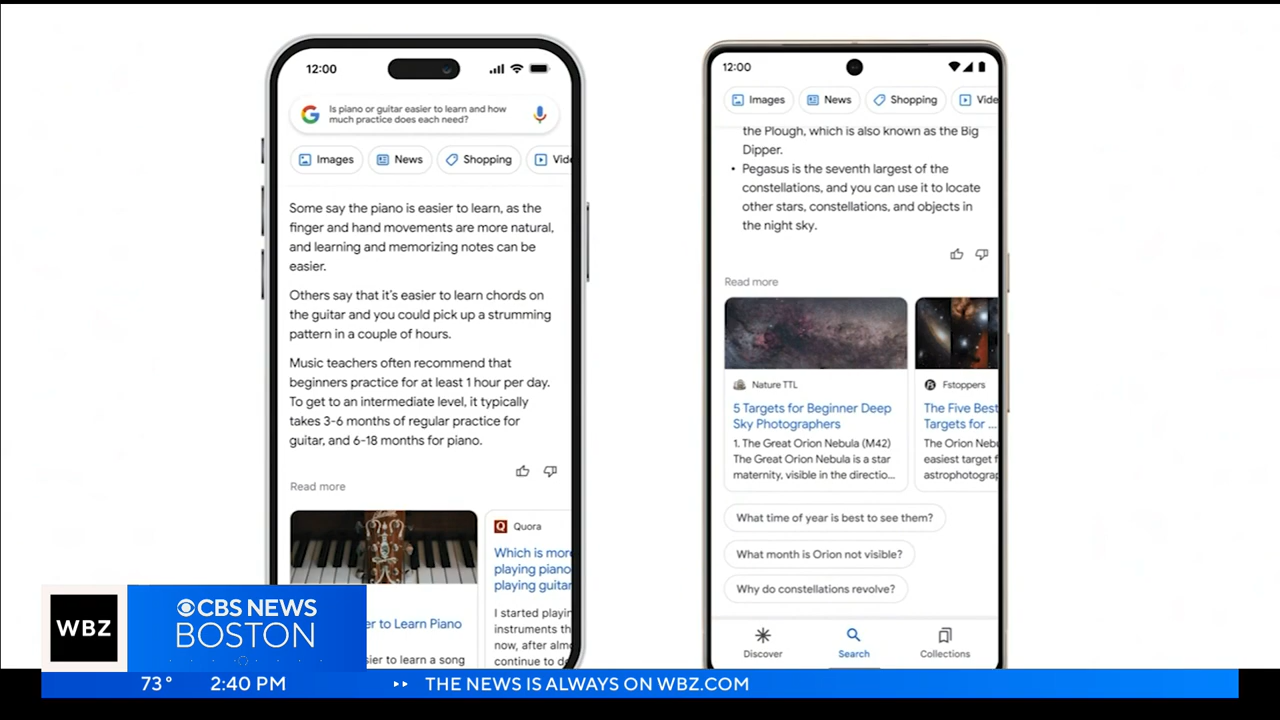 12:00
Is piano or guitar easier to learn and how
much practice does each need?
Images
News
Shopping
Some say the piano is easier to learn, as the
finger and hand movements are more natural,
and learning and memorizing notes can be
easier.
Others say that it's easier to learn chords on
the guitar and you could pick up a strumming
pattern in a couple of hours.
Music teachers often recommend that
beginners practice for at least 1 hour per day.
To get to an intermediate level, it typically
takes 3-6 months of regular practice for
guitar, and 6-18 months for piano.
Read more
er to Learn Piano
sier to learn a song
Quora
Which is more
playing piano
playing guitar
I started playin
instruments th
now, after almo
continue to de
12:00
Images
News
Shopping
Vide
the Plough, which is also known as the Big
Dipper.
• Pegasus is the seventh largest of the
constellations, and you can use it to locate
other stars, constellations, and objects in
the night sky.
Read more
Nature TTL
5 Targets for Beginner Deep
Sky Photographers
1. The Great Orion Nebula (M42)
The Great Orion Nebula is a star
maternity, visible in the directio...
Fstoppers
The Five Best
Targets for ...
The Orion Nebu
easiest target f
astrophotograp
What time of year is best to see them?
What month is Orion not visible?
Why do constellations revolve?
Discover
Search
Collections
WBZ
CBS NEWS
BOSTON
73° 2:40 PM THE NEWS IS ALWAYS ON WBZ.COM